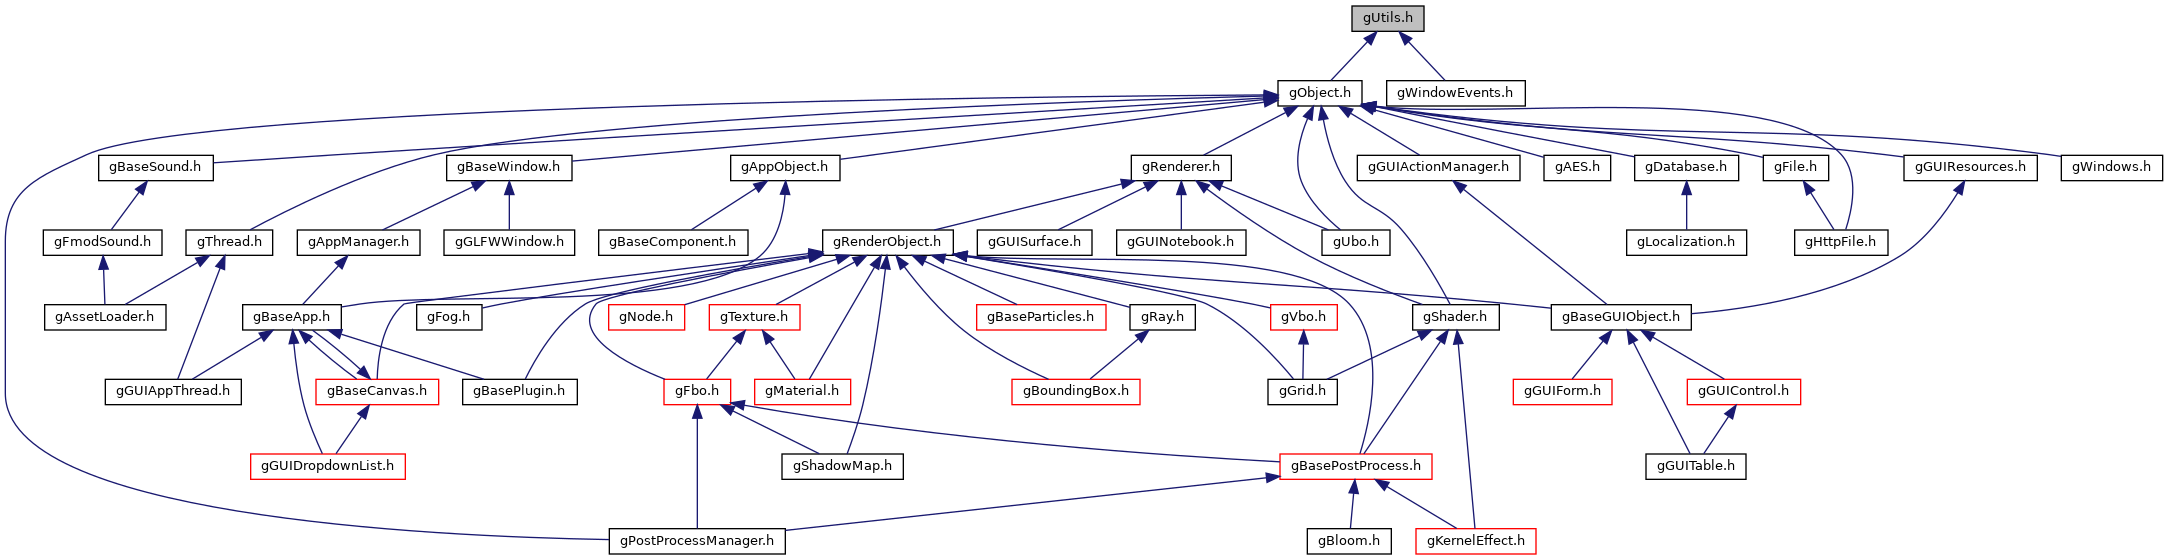 gUtils.h
gObject.h
gWindowEvents.h
gBaseSound.h
gBaseWindow.h
gAppObject.h
gRenderer.h
gGUIActionManager.h
gAES.h
gDatabase.h
gFile.h
gGUIResources.h
gWindows.h
gFmodSound.h
gThread.h
gAppManager.h
gGLFWWindow.h
gBaseComponent.h
gRenderObject.h
gGUISurface.h
gGUINotebook.h
gUbo.h
gLocalization.h
gHttpFile.h
gAssetLoader.h
gBaseApp.h
gFog.h
gNode.h
gTexture.h
gBaseParticles.h
gRay.h
gVbo.h
gShader.h
gBaseGUIObject.h
gGUIAppThread.h
gBaseCanvas.h
gBasePlugin.h
gFbo.h
gMaterial.h
gBoundingBox.h
gGrid.h
gGUIForm.h
gGUIControl.h
gGUIDropdownList.h
gShadowMap.h
gBasePostProcess.h
gGUITable.h
gPostProcessManager.h
gBloom.h
gKernelEffect.h